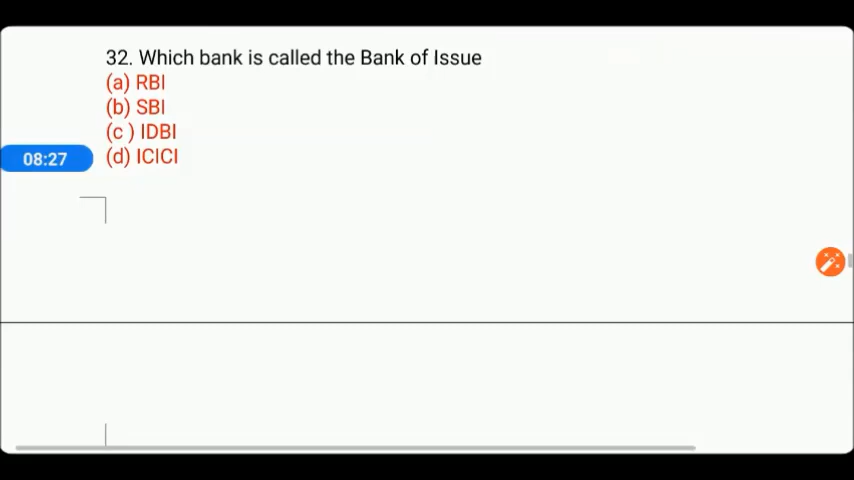 32. Which bank is called the Bank of Issue
(a) RBI
(b) SBI
(c ) IDBI
(d) ICICI
08:27